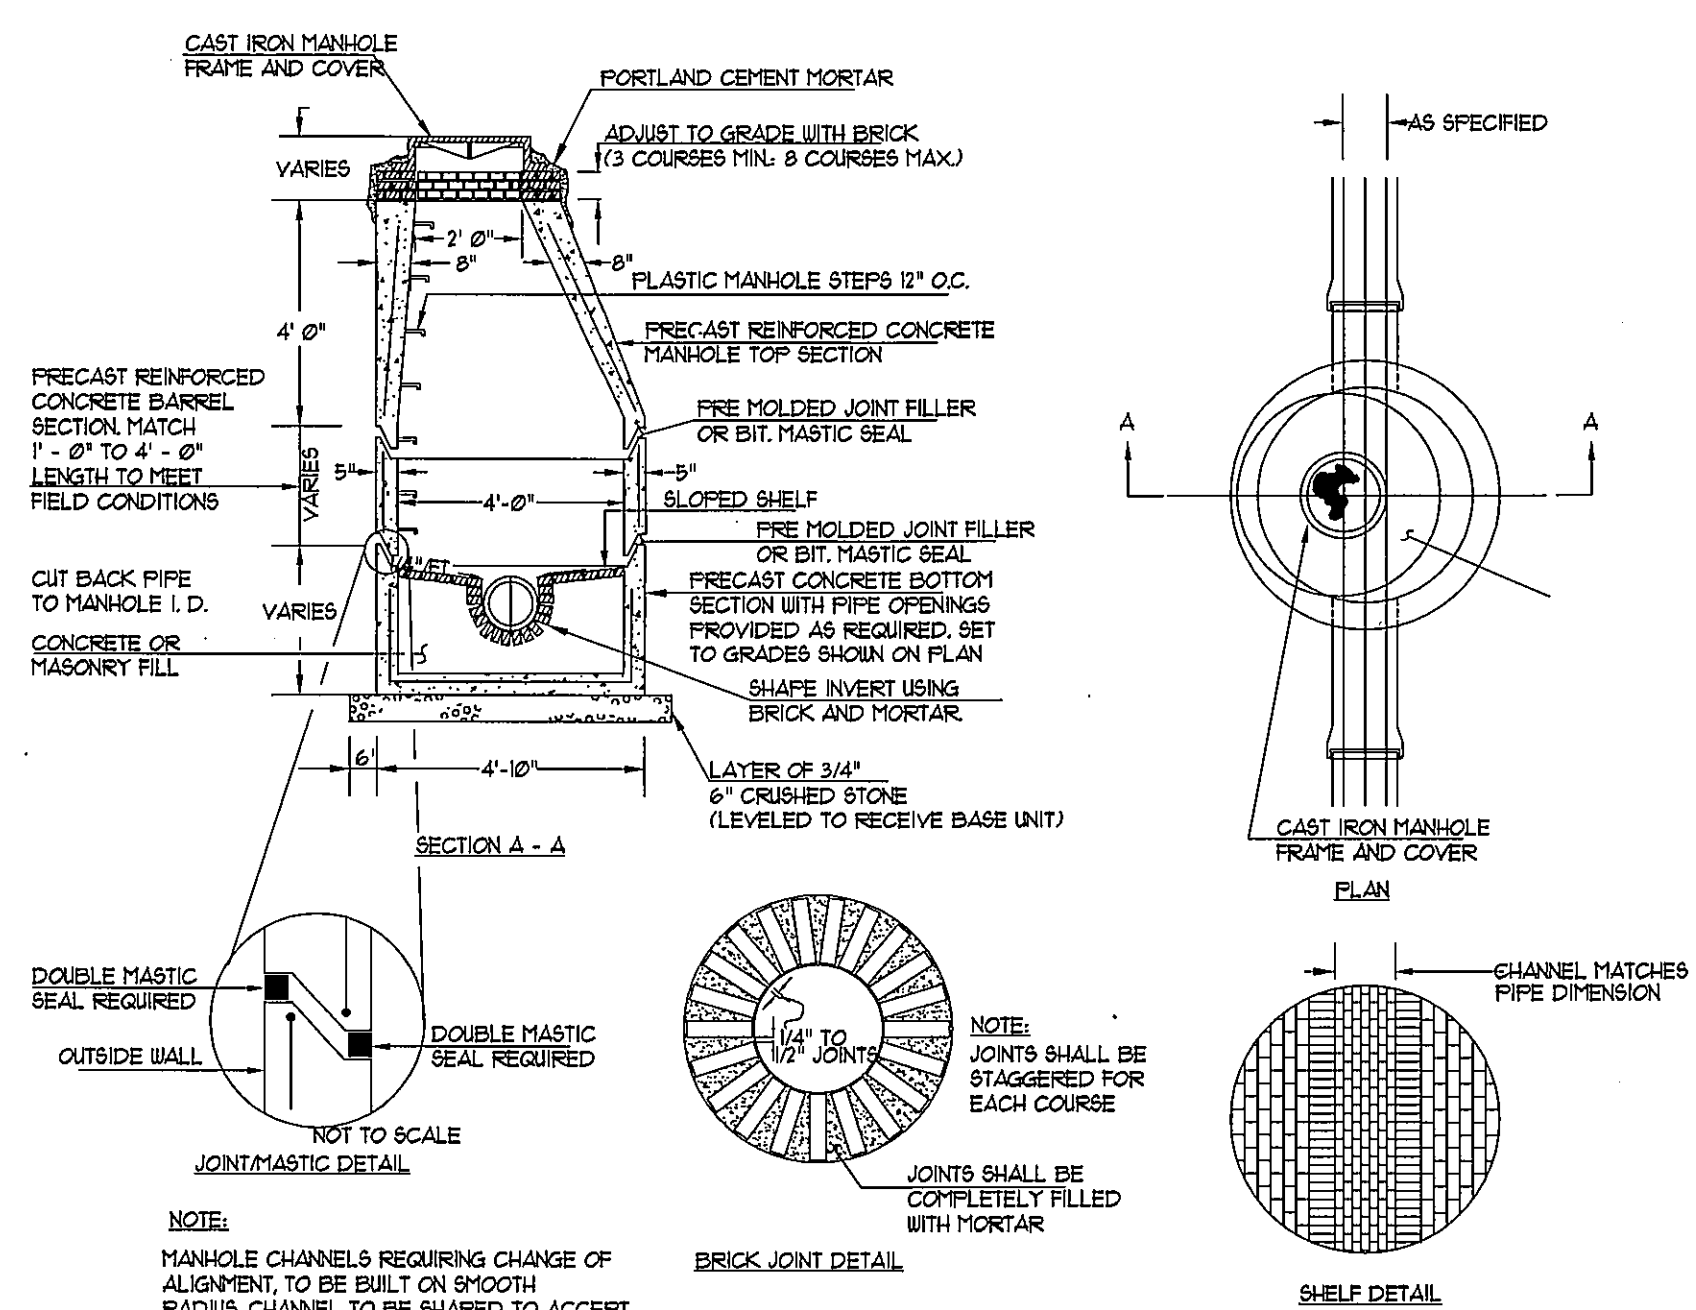 CAST IRON MANHOLE
FRAME AND COVER
PORTLAND CEMENT MORTAR
ADJUST TO GRADE WITH BRICK
(3 COURSES MIN.: 8 COURSES MAX.)
VARIES
2' Ø"
8"
8"
PLASTIC MANHOLE STEPS 12" O.C.
4' Ø"
PRECAST REINFORCED CONCRETE
MANHOLE TOP SECTION
PRECAST REINFORCED
CONCRETE BARREL
SECTION. MATCH
1' - Ø" TO 4' - Ø"
LENGTH TO MEET
FIELD CONDITIONS
VARIES
PRE MOLDED JOINT FILLER
OR BIT. MASTIC SEAL
5"
5"
4'-Ø"
SLOPED SHELF
PRE MOLDED JOINT FILLER
OR BIT. MASTIC SEAL
"/FT
CUT BACK PIPE
TO MANHOLE I. D.
VARIES
CONCRETE OR
MASONRY FILL
PRECAST CONCRETE BOTTOM
SECTION WITH PIPE OPENINGS
PROVIDED AS REQUIRED. SET
TO GRADES SHOWN ON PLAN
SHAPE INVERT USING
BRICK AND MORTAR.
6'
4'-1Ø"
LAYER OF 3/4"
6" CRUSHED STONE
(LEVELED TO RECEIVE BASE UNIT)
SECTION A - A
AS SPECIFIED
A
A
CAST IRON MANHOLE
FRAME AND COVER
PLAN
DOUBLE MASTIC
SEAL REQUIRED
OUTSIDE WALL
DOUBLE MASTIC
SEAL REQUIRED
NOT TO SCALE
JOINT/MASTIC DETAIL
1/4" TO
1/2" JOINTS
NOTE:
JOINTS SHALL BE
STAGGERED FOR
EACH COURSE
JOINTS SHALL BE
COMPLETELY FILLED
WITH MORTAR
BRICK JOINT DETAIL
CHANNEL MATCHES
PIPE DIMENSION
SHELF DETAIL
NOTE:
MANHOLE CHANNELS REQUIRING CHANGE OF
ALIGNMENT, TO BE BUILT ON SMOOTH
RADIUS. CHANNEL TO BE SHAPED TO ACCEPT